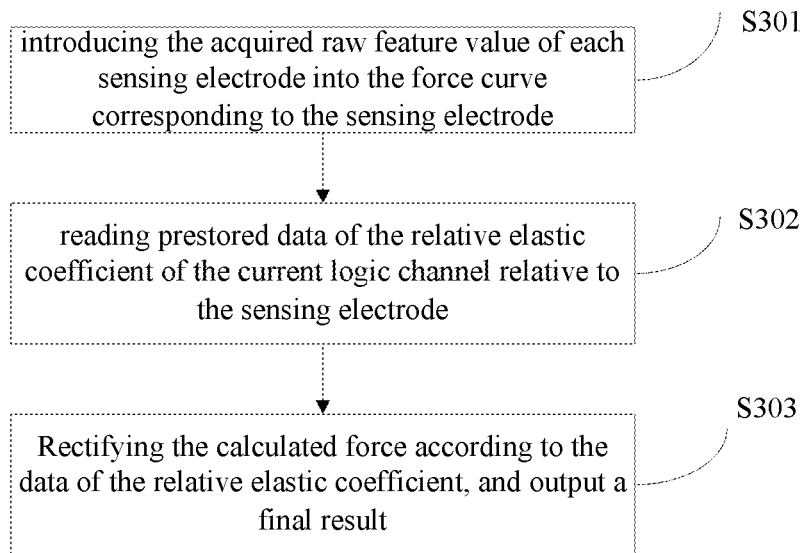 S301
introducing the acquired raw feature value of each
sensing electrode into the force curve
corresponding to the sensing electrode
S302
reading prestored data of the relative elastic
coefficient of the current logic channel relative to
the sensing electrode
S303
Rectifying the calculated force according to the
data of the relative elastic coefficient, and output a
final result